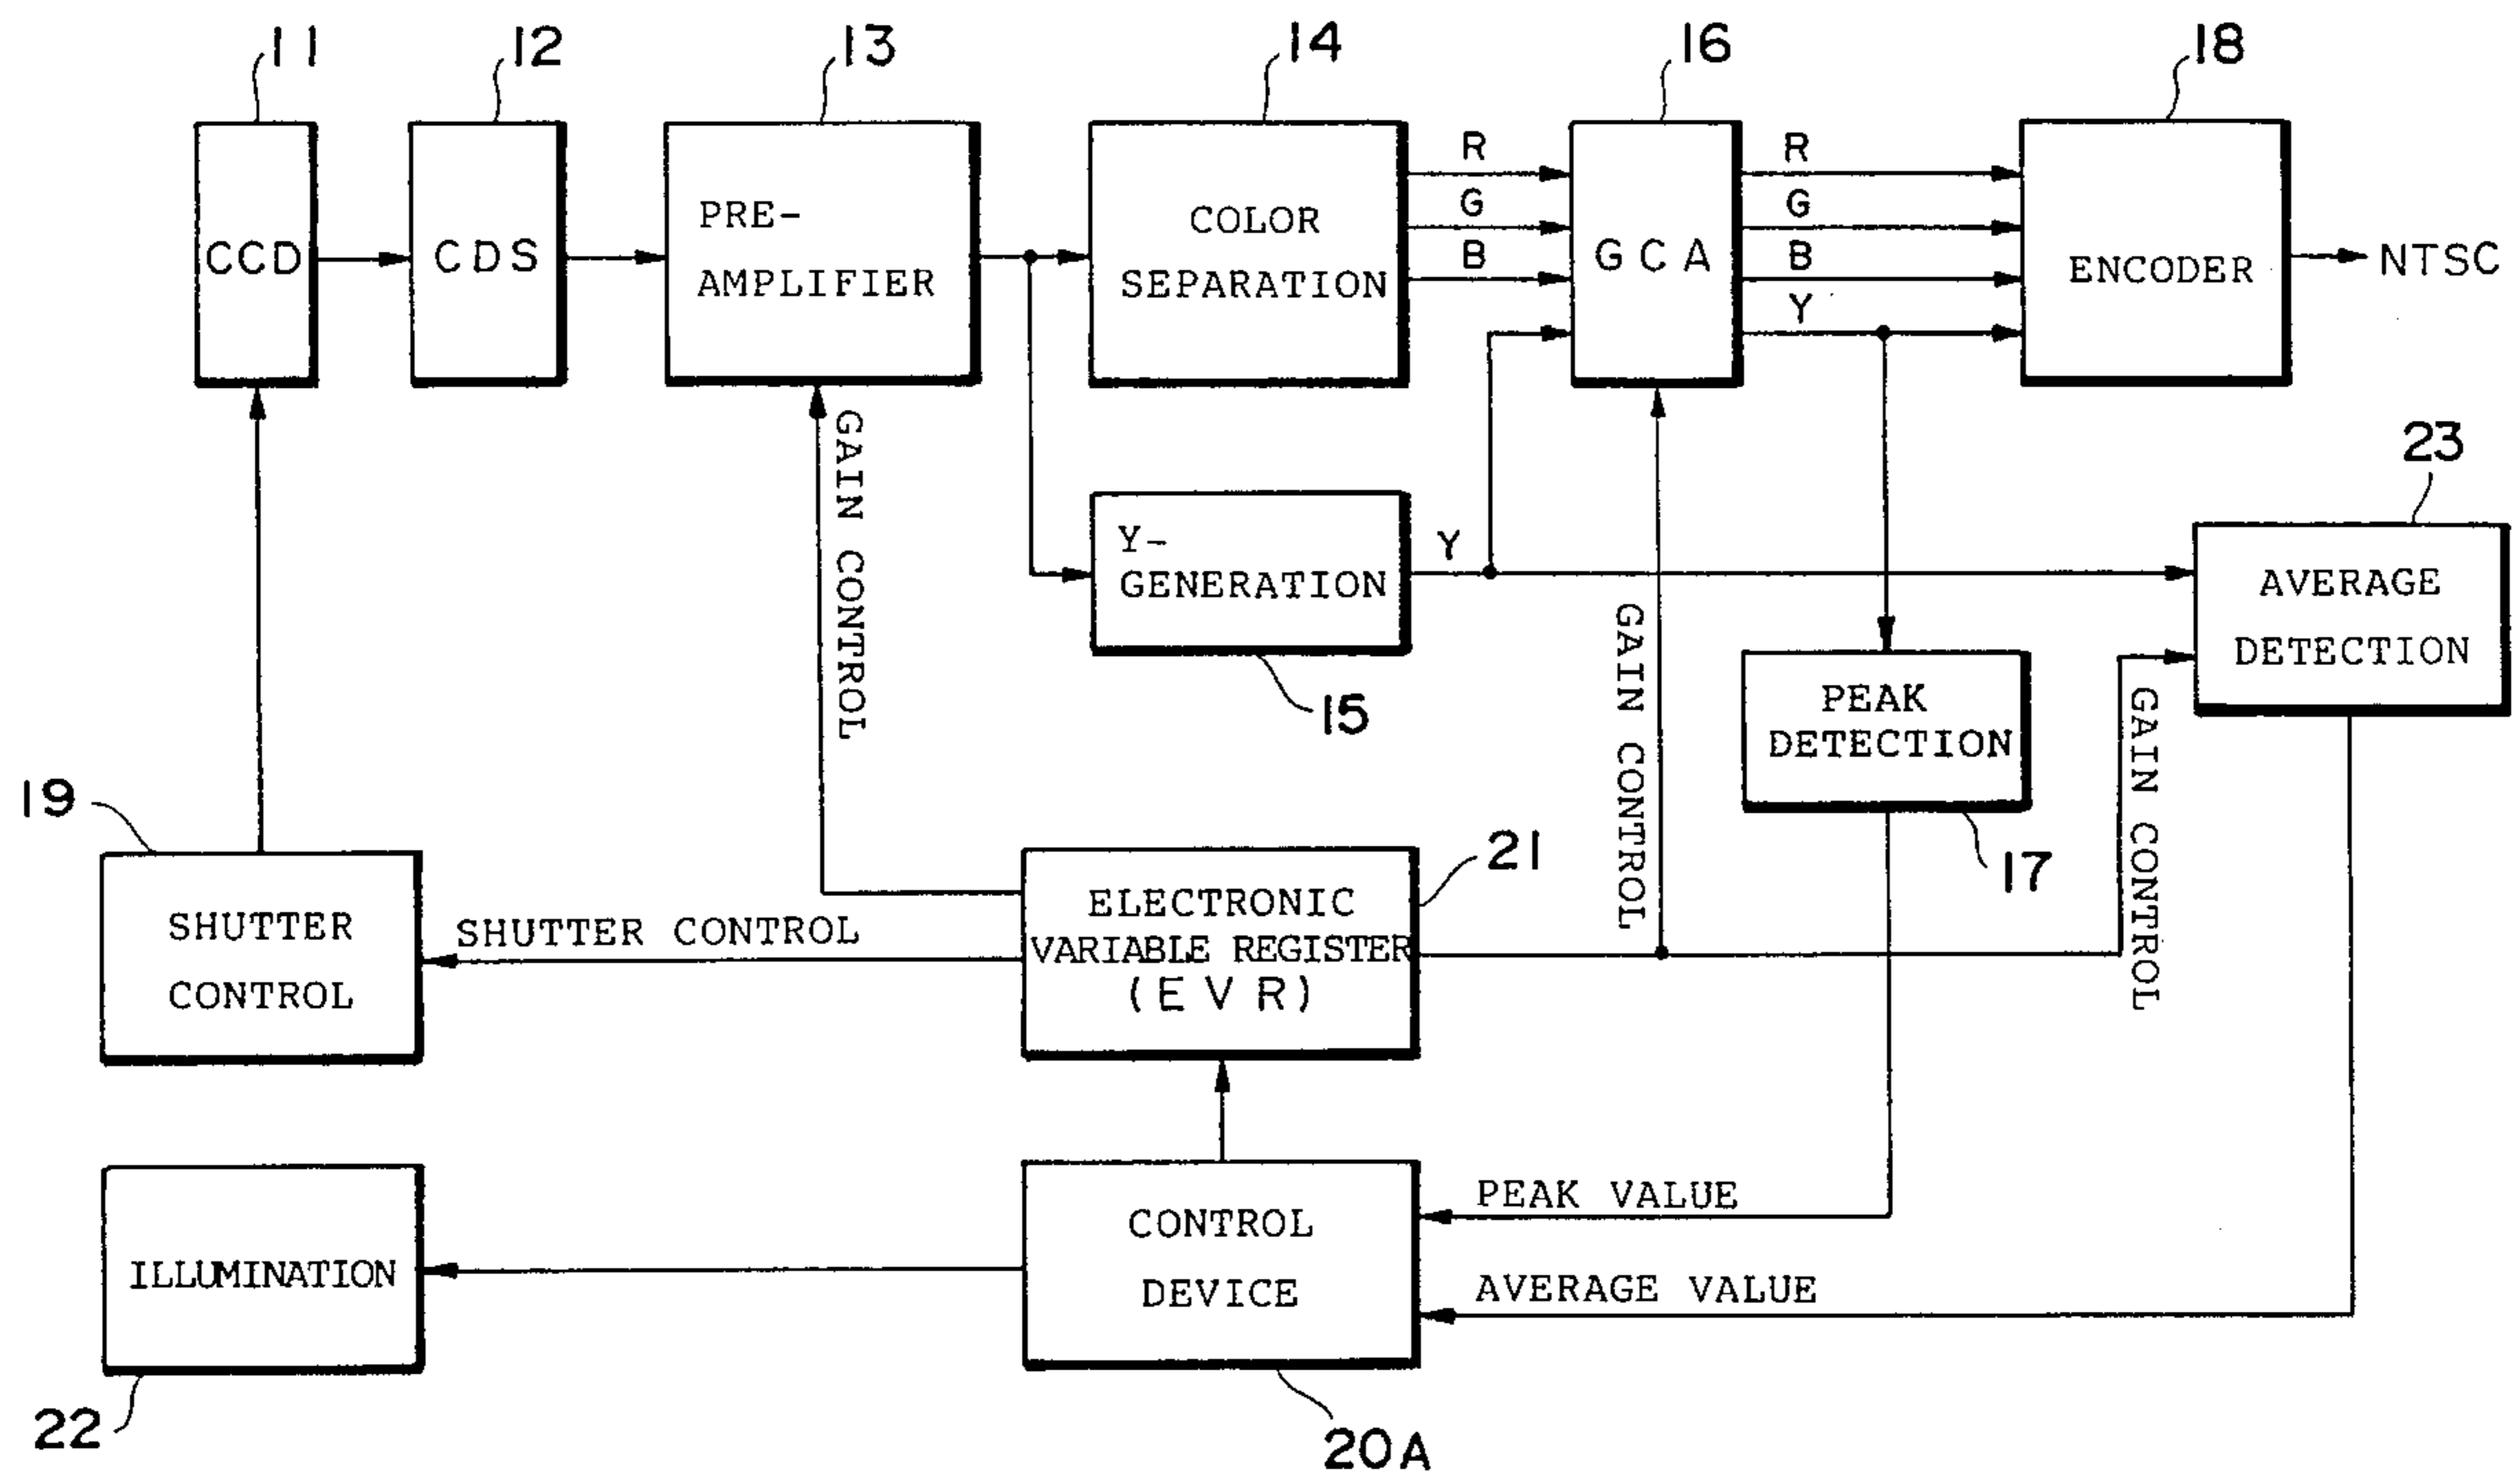 11
12
13
14
16
18
CCD
CDS
PRE-
AMPLIFIER
COLOR
SEPARATION
R
G
B
GCA
R
G
B
Y
ENCODER
NTSC
GAIN CONTROL
Y-
GENERATION
Y
15
GAIN CONTROL
PEAK
DETECTION
17
23
AVERAGE
DETECTION
GAIN CONTROL
19
SHUTTER
CONTROL
SHUTTER CONTROL
21
ELECTRONIC
VARIABLE REGISTER
(EVR)
ILLUMINATION
22
CONTROL
DEVICE
20A
PEAK VALUE
AVERAGE VALUE